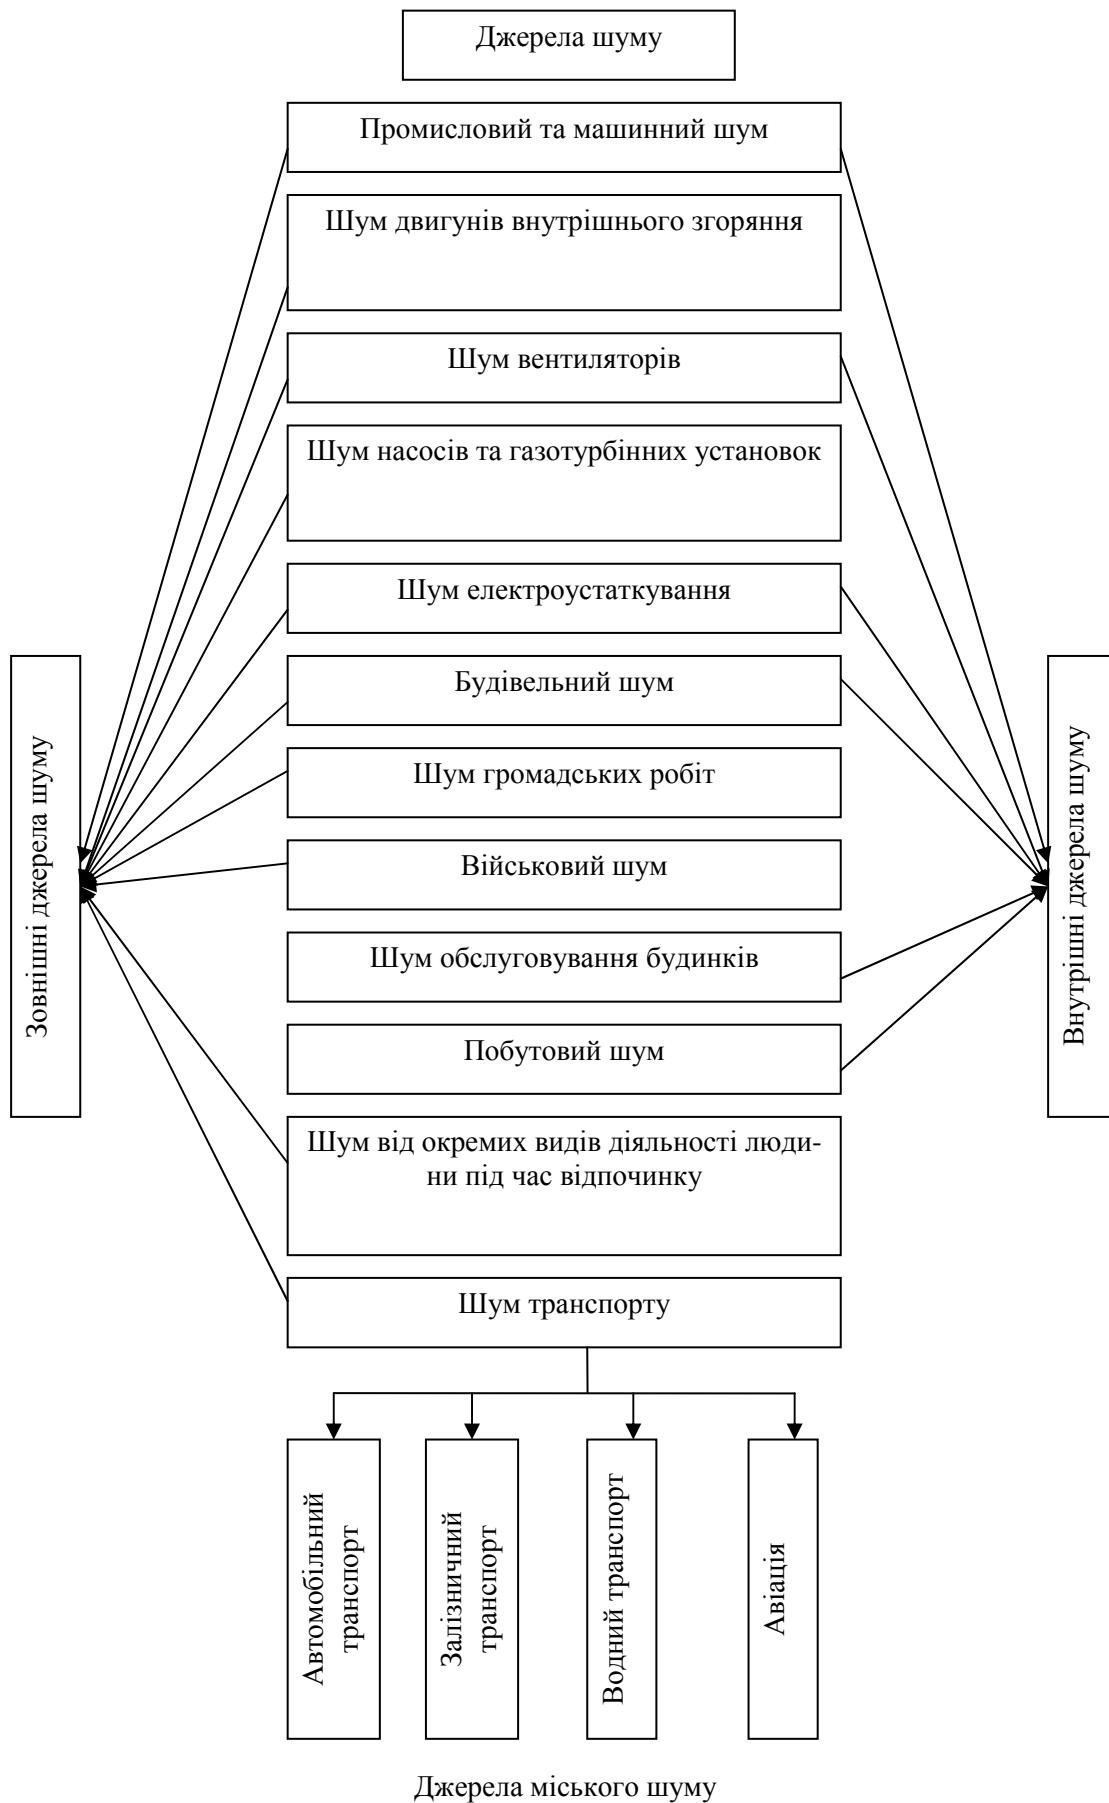 Джерела шуму
Промисловий та машинний шум
Шум двигунів внутрішнього згоряння
Шум вентиляторів
Шум насосів та газотурбінних установок
Шум електроустаткування
Будівельний шум
Шум громадських робіт
Військовий шум
Шум обслуговування будинків
Побутовий шум
Шум від окремих видів діяльності люди-
ни під час відпочинку
Шум транспорту
Зовнішні джерела шуму
Внутрішні джерела шуму
Автомобільний
транспорт
Залізничний
транспорт
Водний транспорт
Авіація
Джерела міського шуму